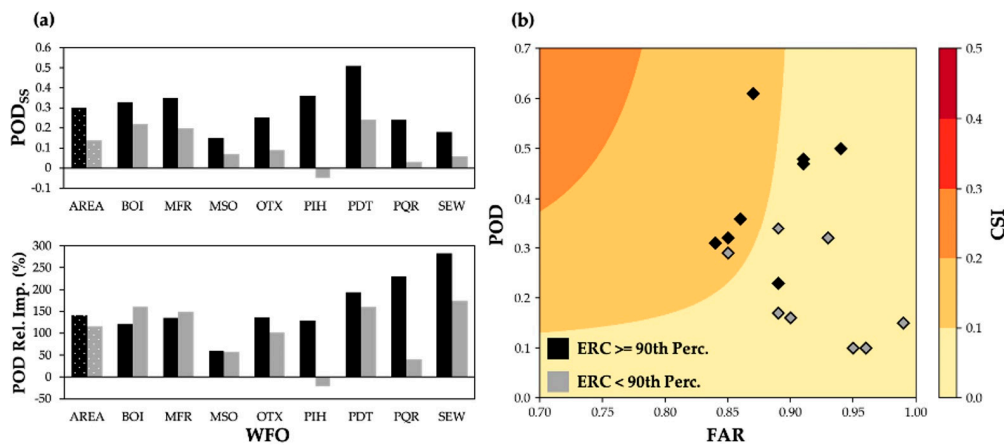 (a)
POD_SS
0.6
0.5
0.4
0.3
0.2
0.1
0
-0.1
AREA BOI MFR MSO OTX PIH PDT PQR SEW
POD Rel. Imp. (%)
300
250
200
150
100
50
0
-50
AREA BOI MFR MSO OTX PIH PDT PQR SEW
WFO
(b)
POD
0.7
0.6
0.5
0.4
0.3
0.2
0.1
0.0
ERC >= 90th Perc.
ERC < 90th Perc.
0.70 0.75 0.80 0.85 0.90 0.95 1.00
FAR
0.5
0.4
0.3
0.2
0.1
0.0
CSI